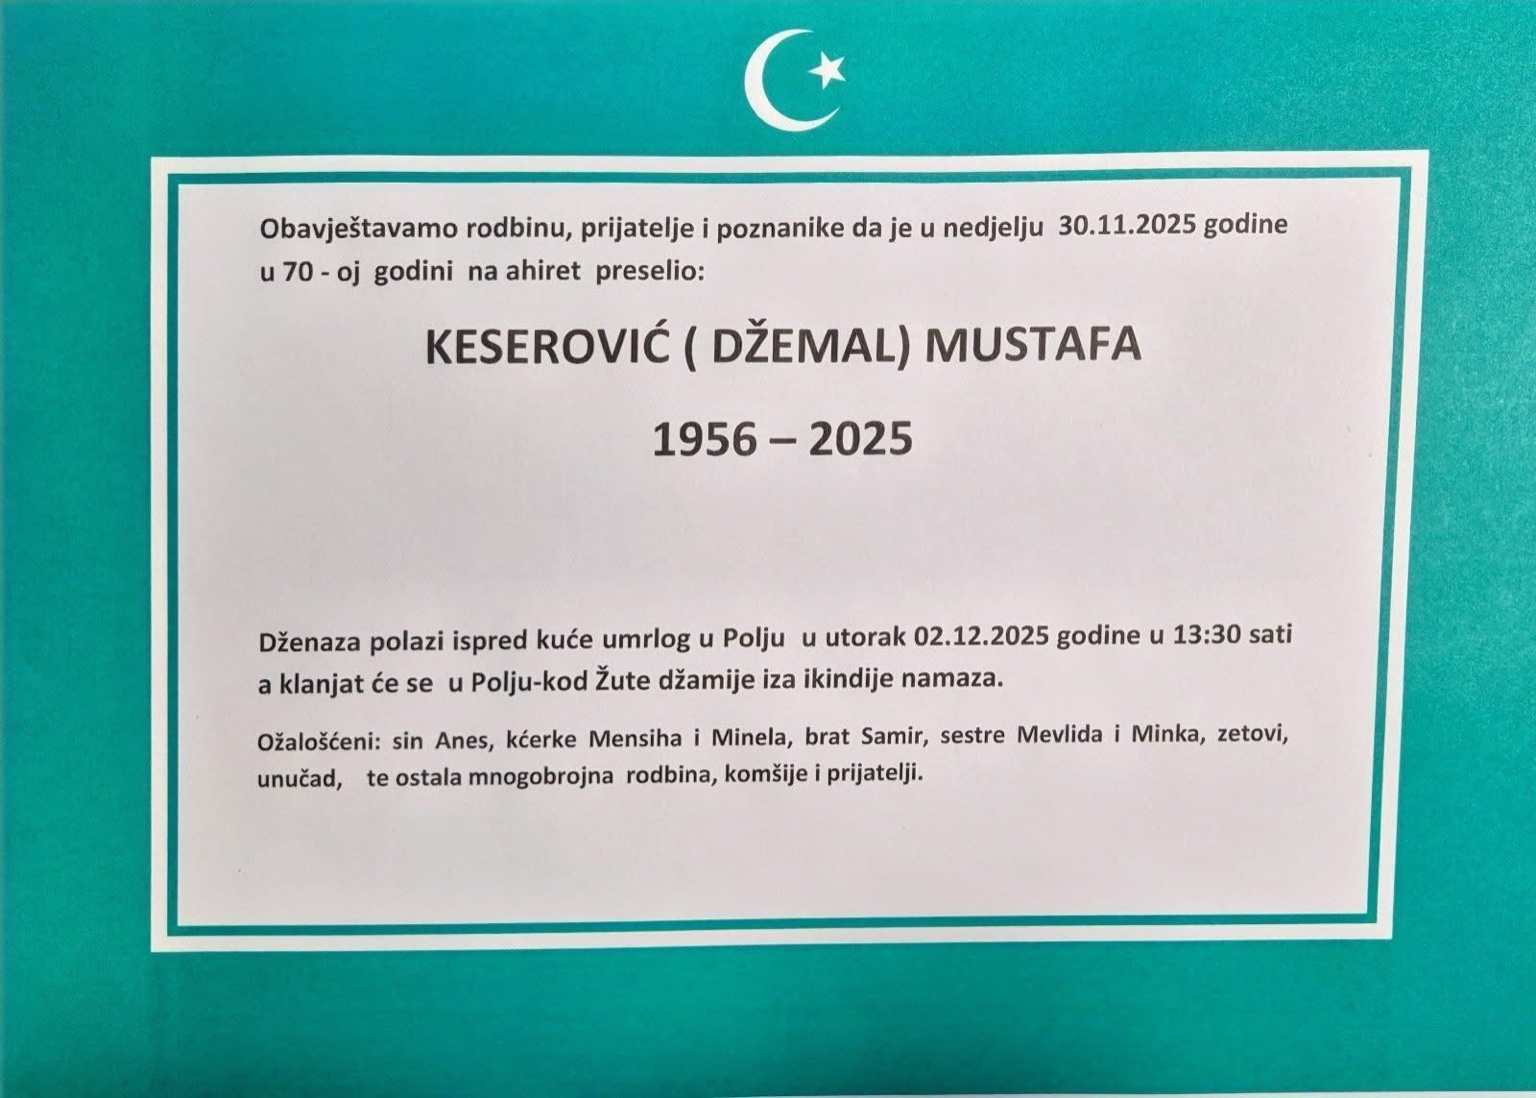 Obavještavamo rodbinu, prijatelje i poznanike da je u nedjelju 30.11.2025 godine
u 70 - oj godini na ahiret preselio:
KESEROVIĆ ( DŽEMAL) MUSTAFA
1956 – 2025
Dženaza polazi ispred kuće umrlog u Polju u utorak 02.12.2025 godine u 13:30 sati
a klanjat će se u Polju-kod Žute džamije iza ikindije namaza.
Ožalošćeni: sin Anes, kćerke Mensiha i Minela, brat Samir, sestre Mevlida i Minka, zetovi,
unučad, te ostala mnogobrojna rodbina, komšije i prijatelji.